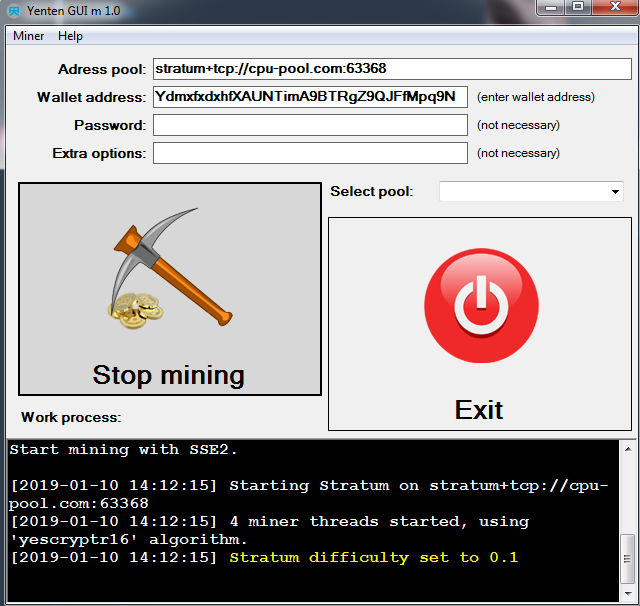 Yenten GUI m 1.0
Miner Help
Adress pool: stratum+tcp://cpu-pool.com:63368
Wallet address: YdmxfxdxhfXAUNTimA9BTRgZ9QJFfMpq9N (enter wallet address)
Password: (not necessary)
Extra options: (not necessary)
Select pool:
Stop mining
Exit
Work process:
Start mining with SSE2.
[2019-01-10 14:12:15] Starting Stratum on stratum+tcp://cpu-
pool.com:63368
[2019-01-10 14:12:15] 4 miner threads started, using
'yescryptr16' algorithm.
[2019-01-10 14:12:15] Stratum difficulty set to 0.1